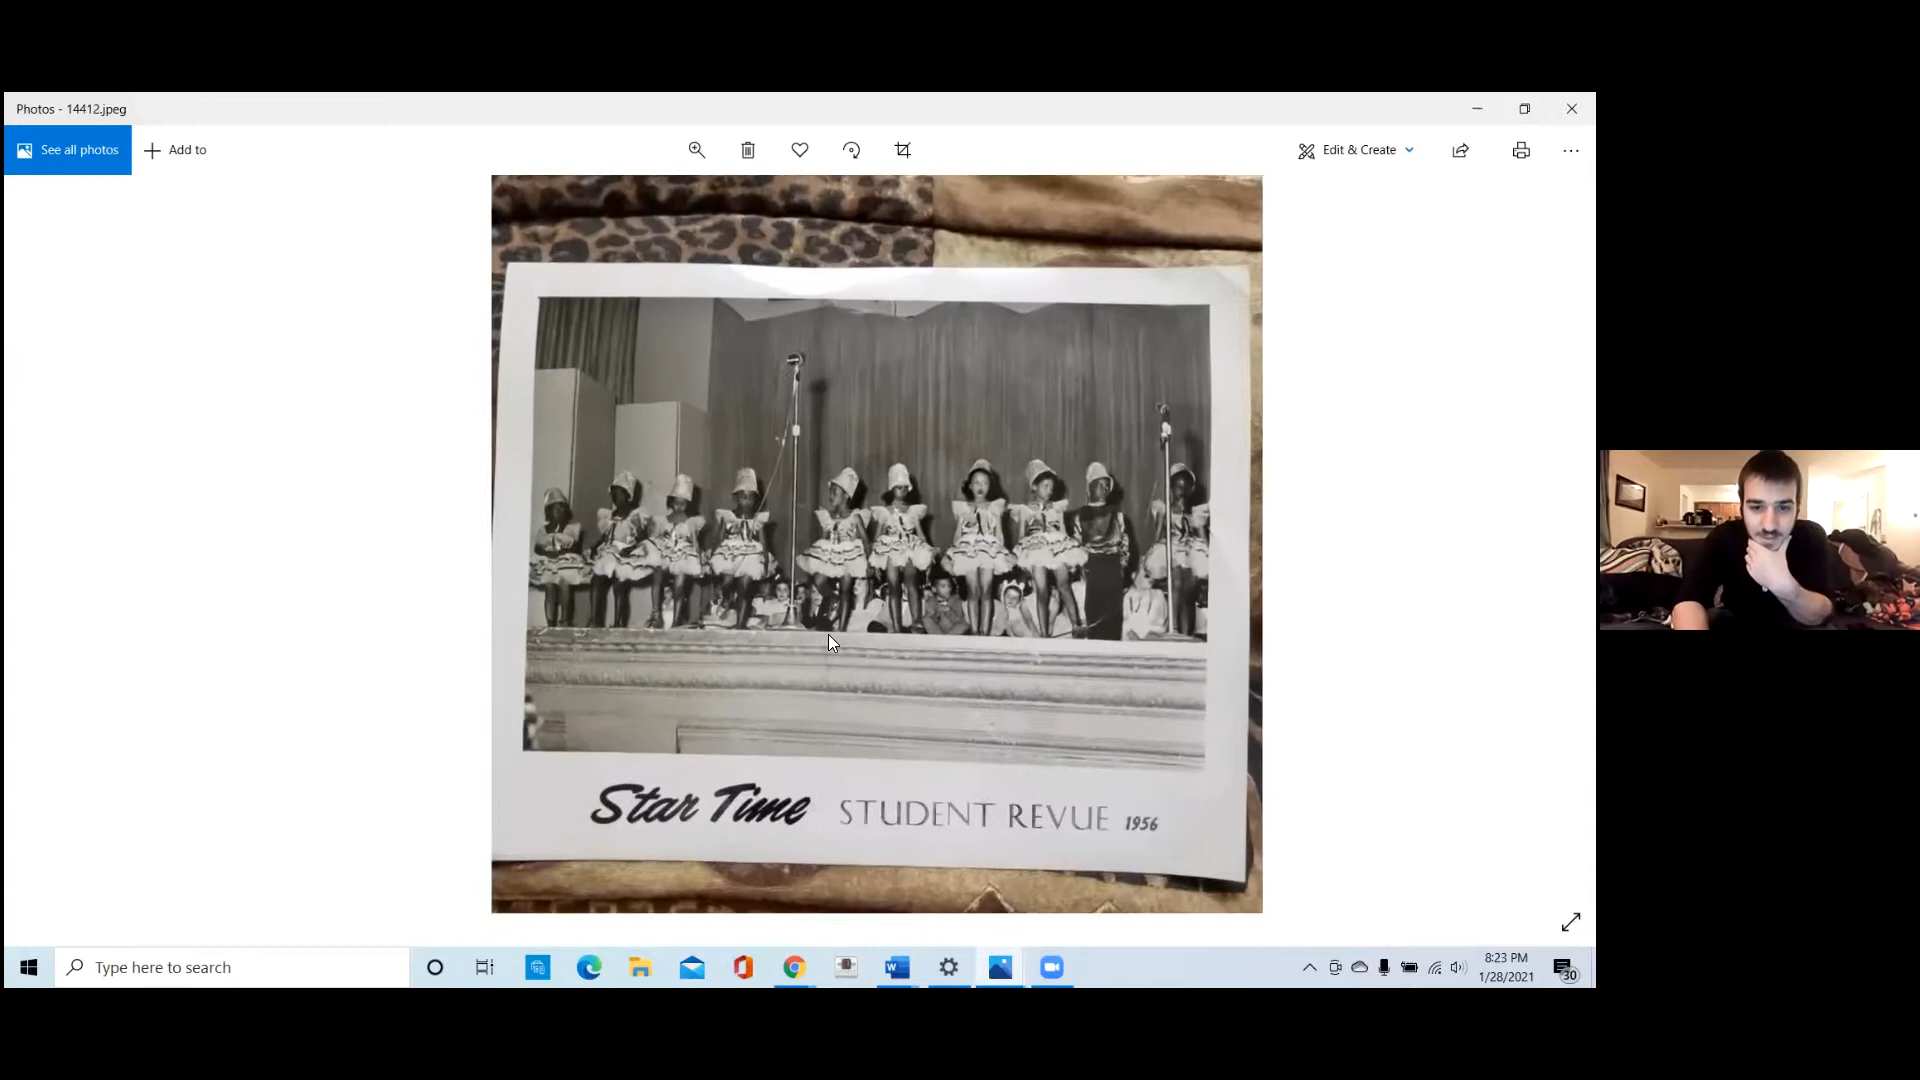 Photos - 14412.jpeg
See all photos
Add to
Edit & Create
Star Time STUDENT REVUE 1956
Type here to search
8:23 PM
1/28/2021
30